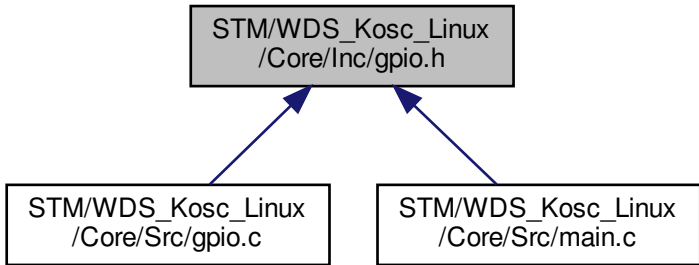 STM/WDS_Kosc_Linux
/Core/Inc/gpio.h
STM/WDS_Kosc_Linux
/Core/Src/gpio.c
STM/WDS_Kosc_Linux
/Core/Src/main.c